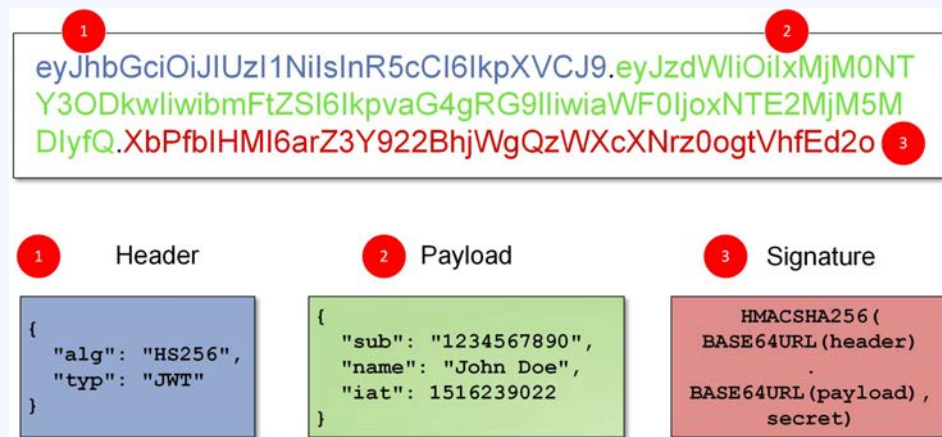 1
2
eyJhbGciOiJIUzI1NiIsInR5cCI6IkpXVCJ9.eyJzdWIiOiIxMjM0NT
Y3ODkwIiwibmFtZSI6IkpvaG4gRG9lIiwiaWF0IjoxNTE2MjM5M
DIyfQ.XbPfbIHMI6arZ3Y922BhjWgQzWXcXNrz0ogtVhfEd2o 3
1 Header
2 Payload
3 Signature
{
"alg": "HS256",
"typ": "JWT"
}
{
"sub": "1234567890",
"name": "John Doe",
"iat": 1516239022
}
HMACSHA256(
BASE64URL(header)
.
BASE64URL(payload),
secret)